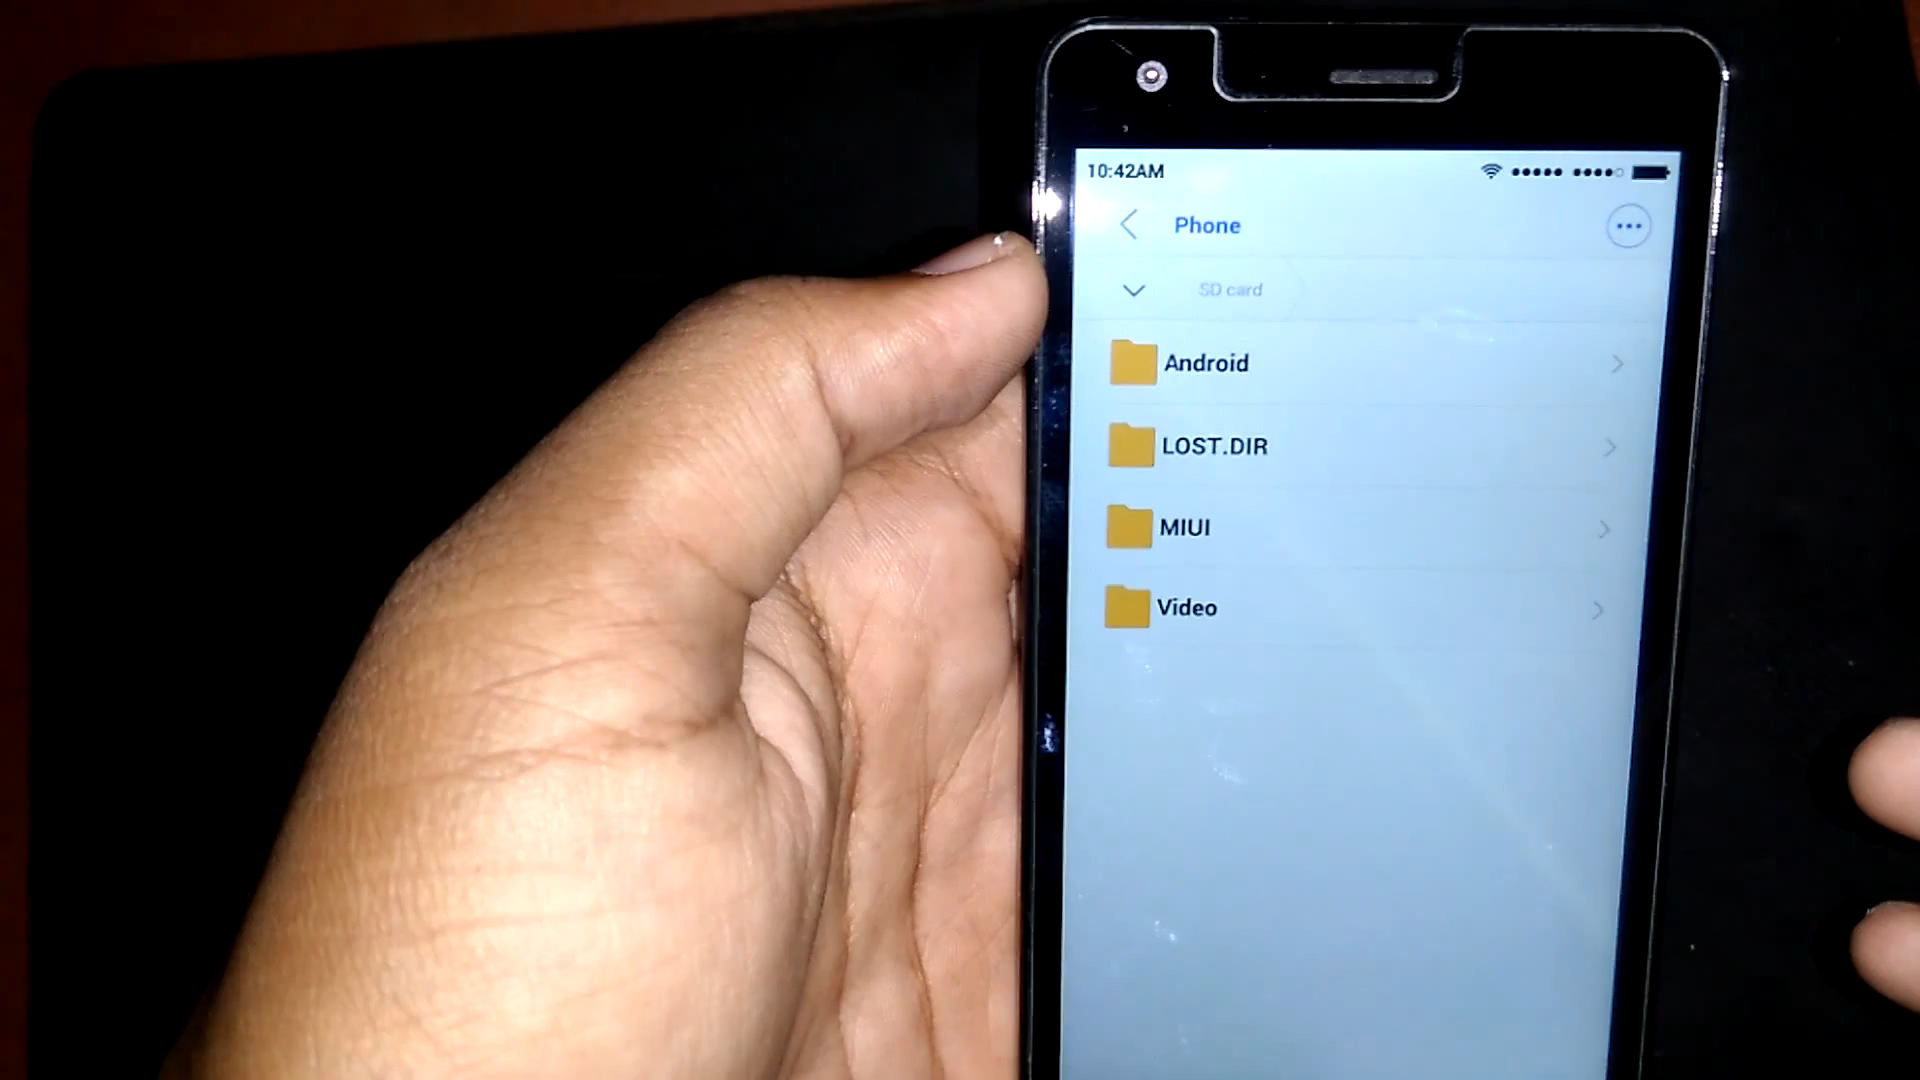 10:42AM
Phone
SD card
Android
LOST.DIR
MIUI
Video